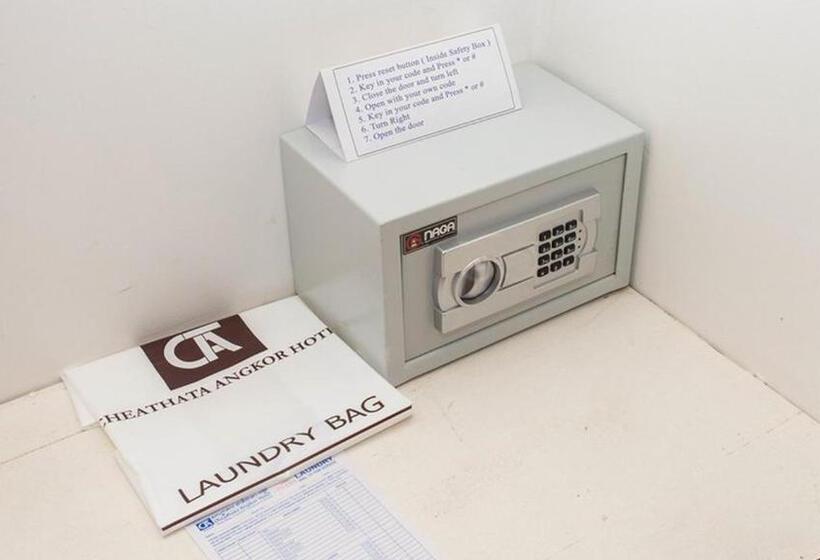 1. Press reset button ( Inside Safety Box )
2. Key in your code and Press * or #
3. Close the door and turn left
4. Open with your own code
5. Key in your code and Press * or #
6. Turn Right
7. Open the door
NAGA
CTA
HEATHATA ANGKOR HOT
LAUNDRY BAG
LAUNDRY